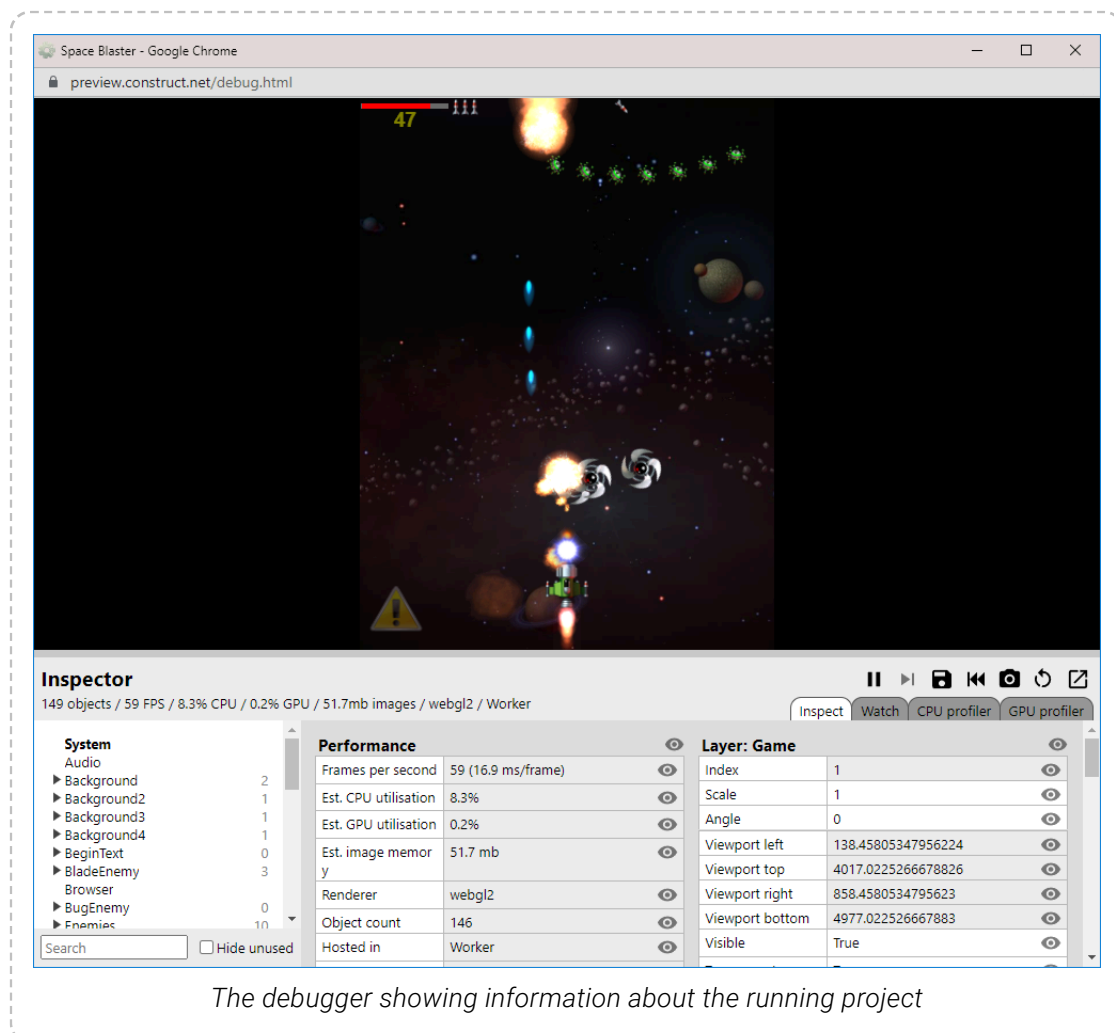 Space Blaster - Google Chrome
preview.construct.net/debug.html
47
Inspector
149 objects / 59 FPS / 8.3% CPU / 0.2% GPU / 51.7mb images / webgl2 / Worker
Inspect Watch CPU profiler GPU profiler
System
Audio
Background 2
Background2 1
Background3 1
Background4 1
BeginText 0
BladeEnemy 3
Browser
BugEnemy 0
Enemies 10
Search
Hide unused
Performance
Frames per second 59 (16.9 ms/frame)
Est. CPU utilisation 8.3%
Est. GPU utilisation 0.2%
Est. image memor
y
51.7 mb
Renderer webgl2
Object count 146
Hosted in Worker
Layer: Game
Index 1
Scale 1
Angle 0
Viewport left 138.45805347956224
Viewport top 4017.0225266678826
Viewport right 858.4580534795623
Viewport bottom 4977.022526667883
Visible True
The debugger showing information about the running project